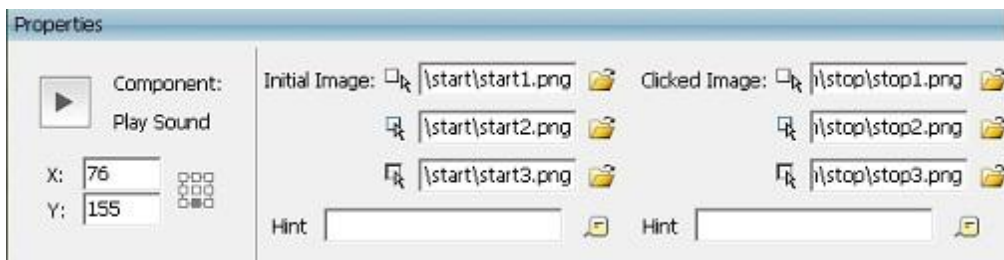 Properties
Component:
Play Sound
X: 76
Y: 155
Initial Image: \start\start1.png
\start\start2.png
\start\start3.png
Hint
Clicked Image: \stop\stop1.png
\stop\stop2.png
\stop\stop3.png
Hint